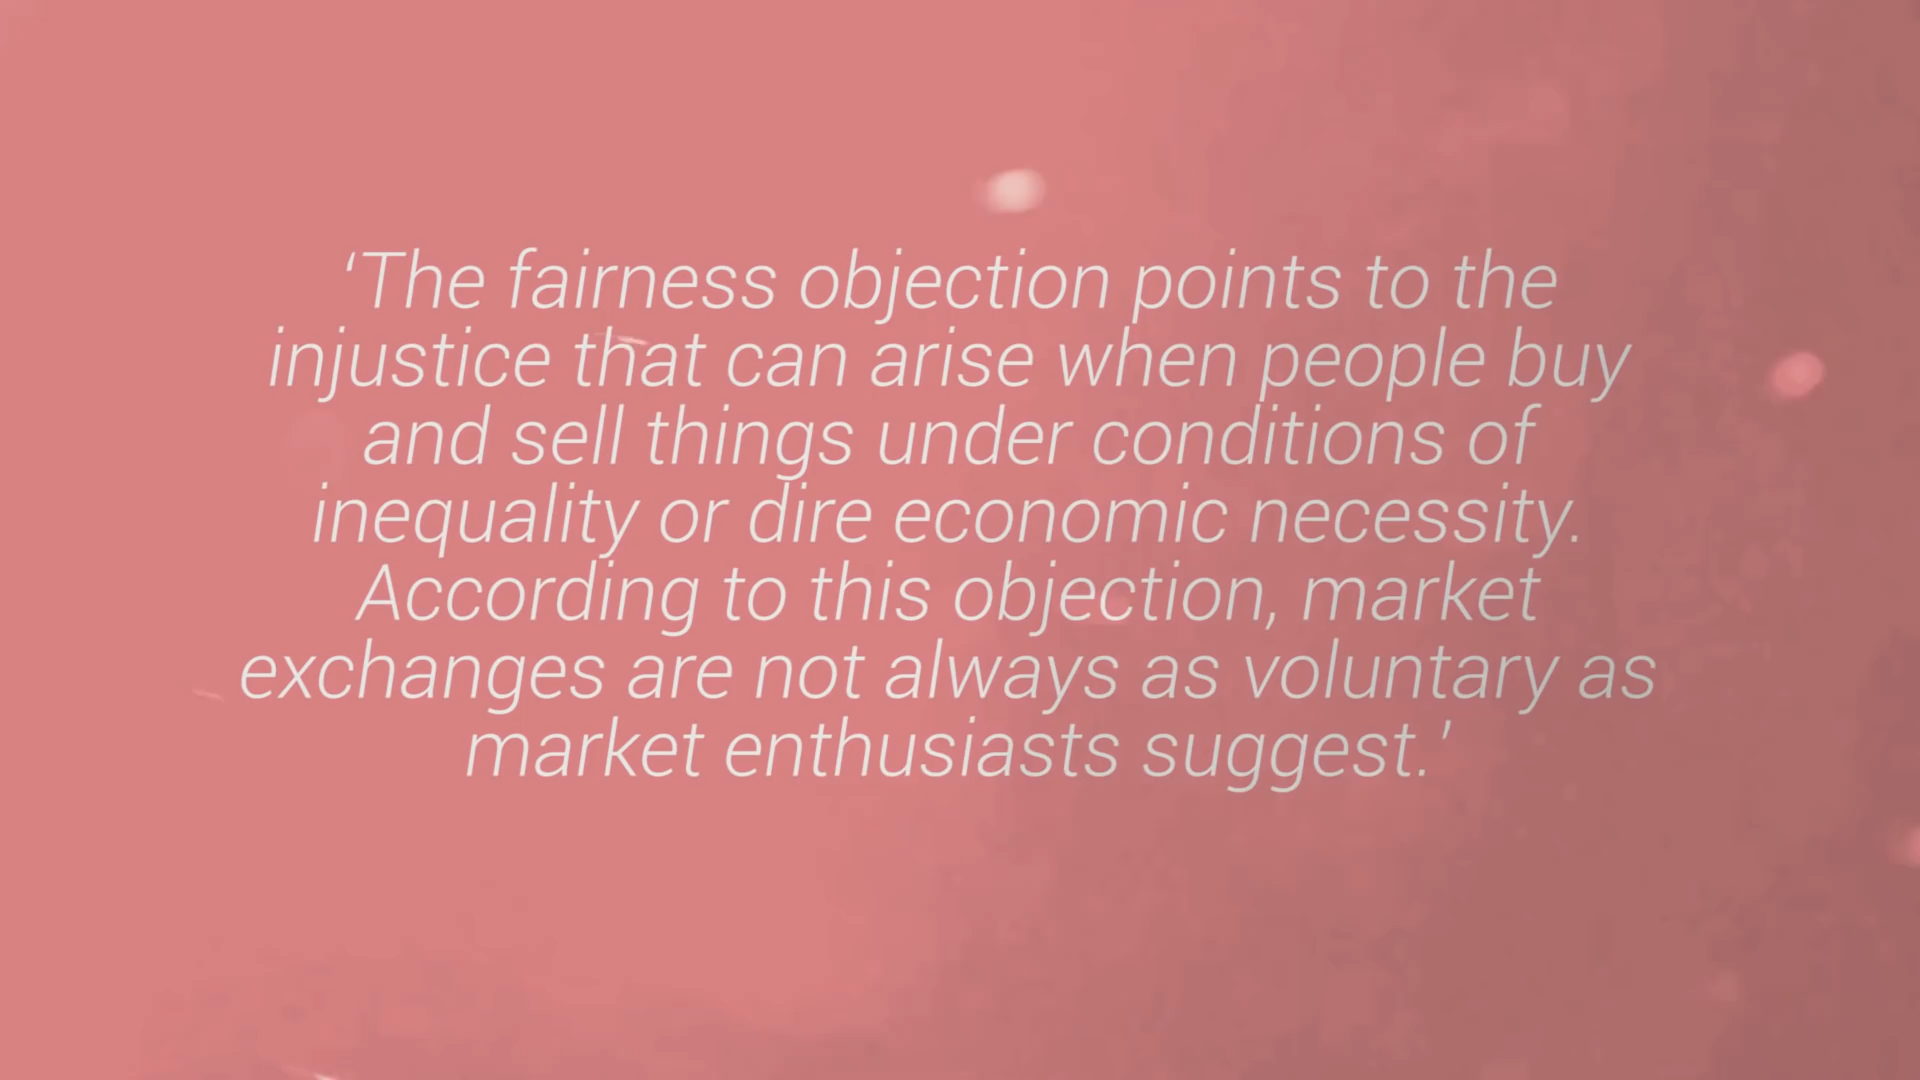 ‘The fairness objection points to the
injustice that can arise when people buy
and sell things under conditions of
inequality or dire economic necessity.
According to this objection, market
exchanges are not always as voluntary as
market enthusiasts suggest.’